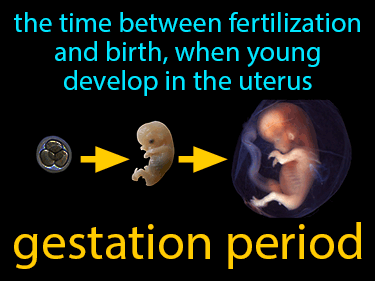 the time between fertilization
and birth, when young
develop in the uterus
gestation period